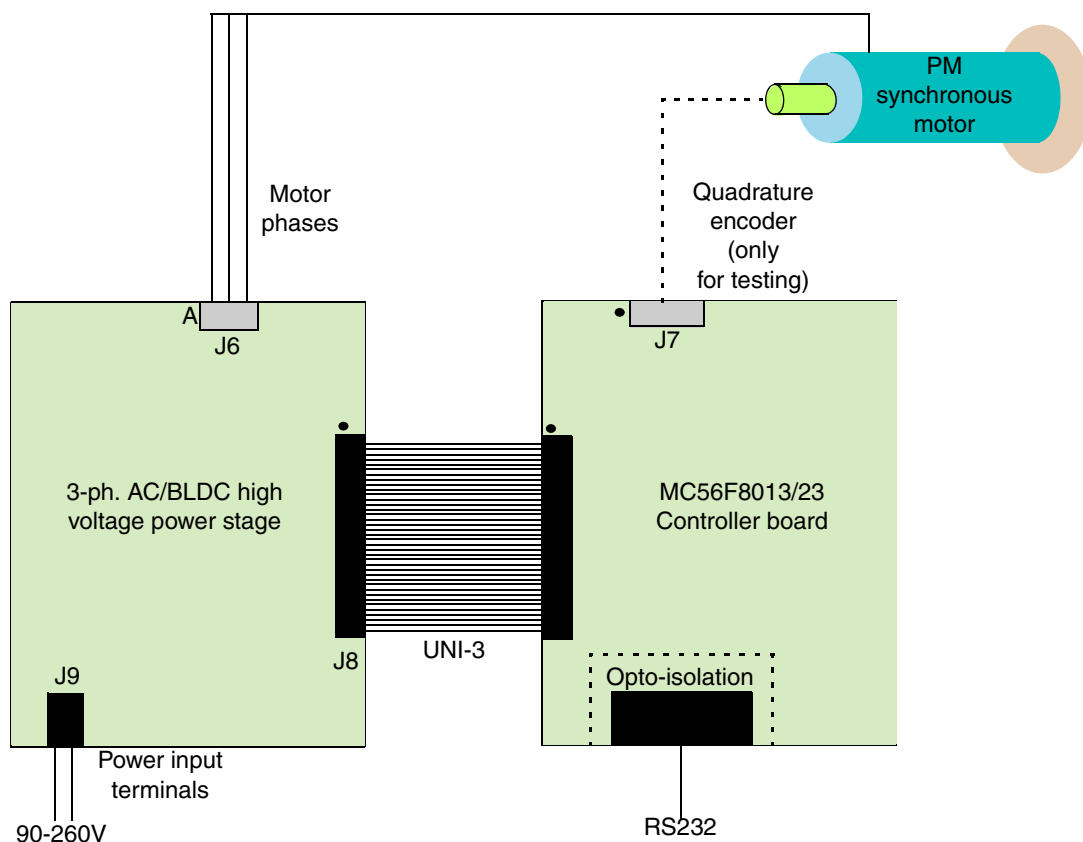 PM
synchronous
motor
Motor
phases
Quadrature
encoder
(only
for testing)
A
J6
J7
3-ph. AC/BLDC high
voltage power stage
MC56F8013/23
Controller board
J8
UNI-3
J9
Opto-isolation
Power input
terminals
90-260V
RS232